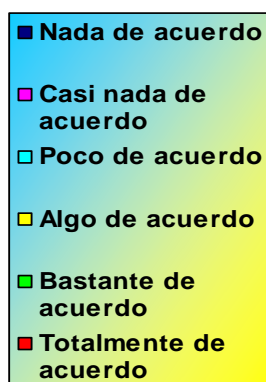 Nada de acuerdo
Casi nada de
acuerdo
Poco de acuerdo
Algo de acuerdo
Bastante de
acuerdo
Totalmente de
acuerdo